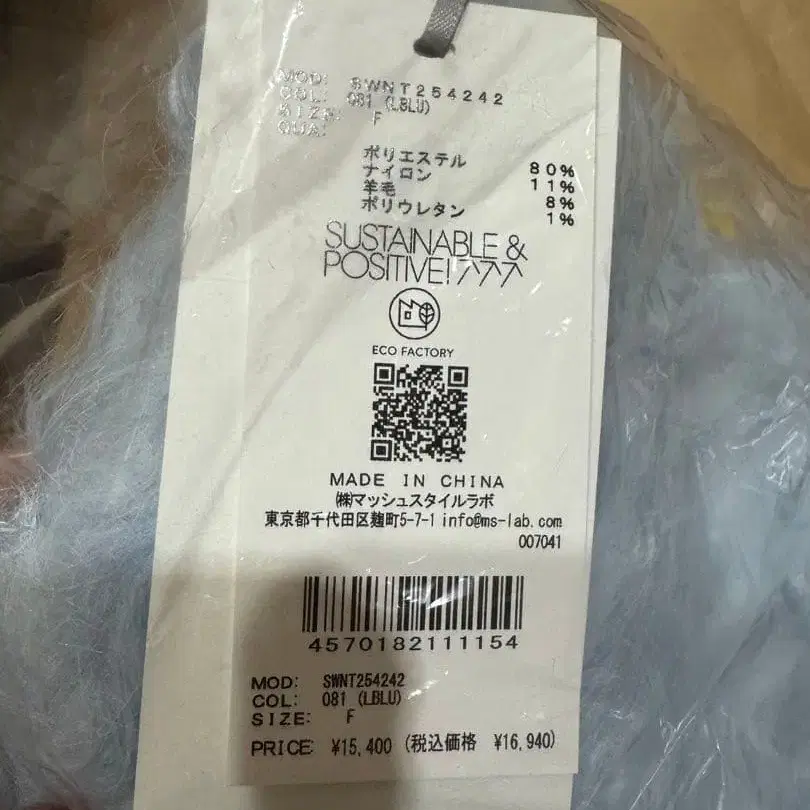 MOD: SWNT254242
COL: 081 (LBLU)
SIZE: F
QUA:
ポリエステル 80%
ナイロン 11%
羊毛 8%
ポリウレタン 1%
SUSTAINABLE &
POSITIVE!
ECO FACTORY
MADE IN CHINA
㈱マッシュスタイルラボ
東京都千代田区麹町5-7-1 info@ms-lab.com
007041
4570182111154
MOD: SWNT254242
COL: 081 (LBLU)
SIZE: F
PRICE: ¥15,400 (税込価格 ¥16,940)